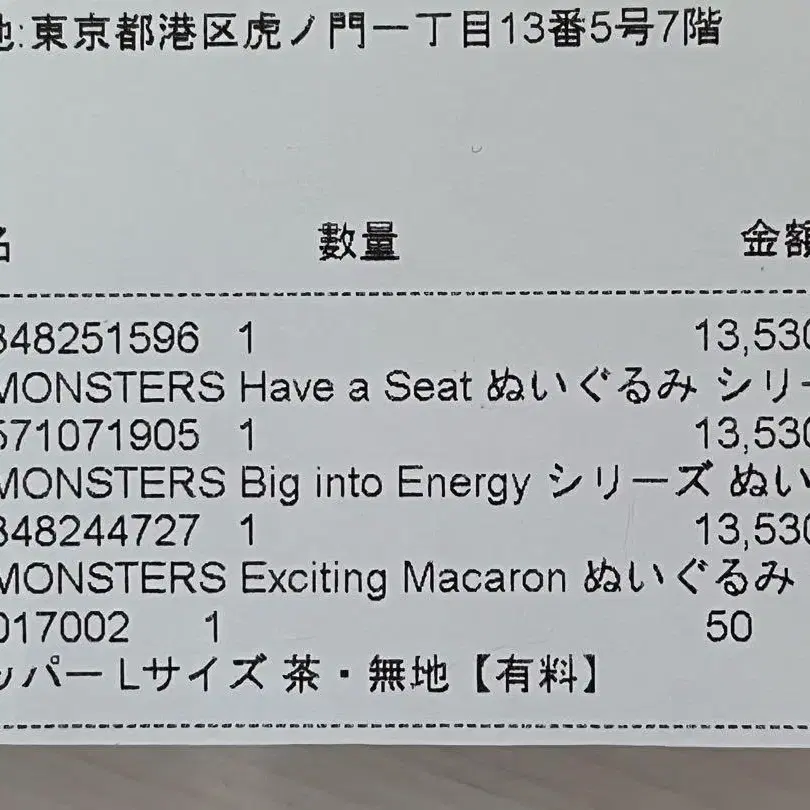 地:東京都港区虎ノ門一丁目13番5号7階
名 數量 金額
848251596 1 13,530
MONSTERS Have a Seat ぬいぐるみ シリー
571071905 1 13,530
MONSTERS Big into Energy シリーズ ぬい
848244727 1 13,530
MONSTERS Exciting Macaron ぬいぐるみ
017002 1 50
ッパー Lサイズ 茶・無地【有料】